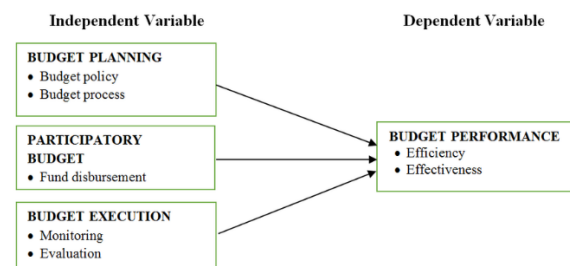 Independent Variable
Dependent Variable
BUDGET PLANNING
• Budget policy
• Budget process
PARTICIPATORY
BUDGET
• Fund disbursement
BUDGET EXECUTION
• Monitoring
• Evaluation
BUDGET PERFORMANCE
• Efficiency
• Effectiveness